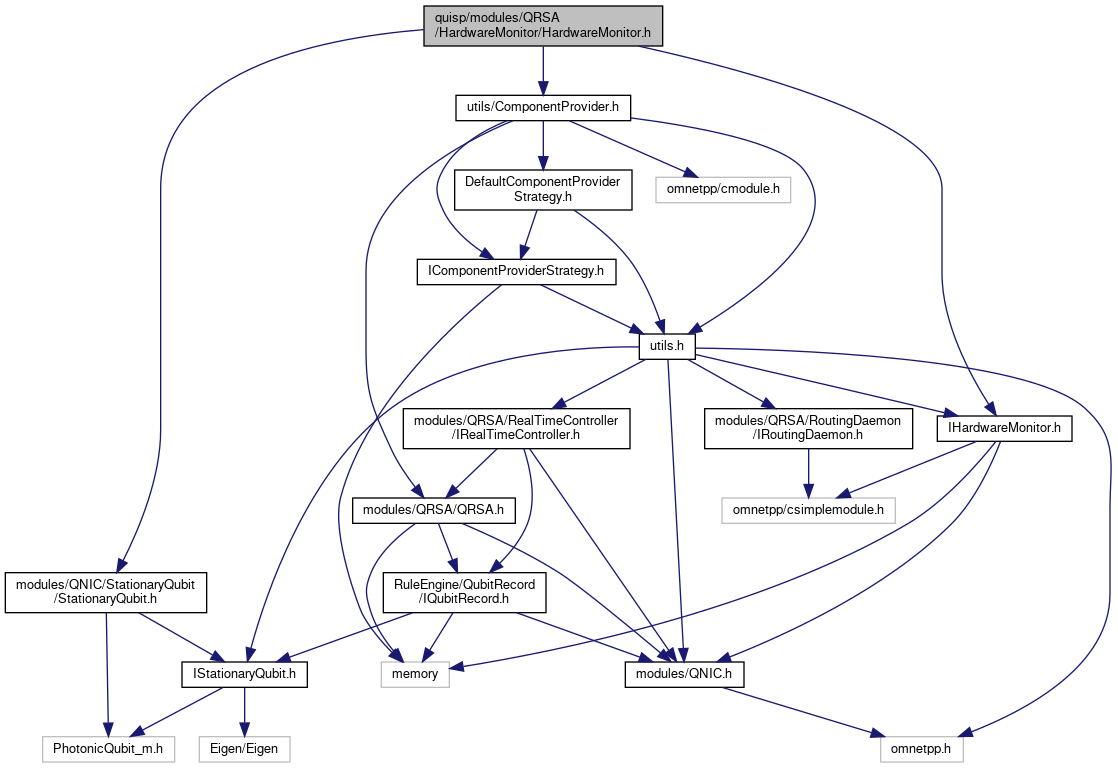 quisp/modules/QRSA
/HardwareMonitor/HardwareMonitor.h
utils/ComponentProvider.h
DefaultComponentProvider
Strategy.h
omnetpp/cmodule.h
IComponentProviderStrategy.h
utils.h
modules/QRSA/RealTimeController
/IRealTimeController.h
modules/QRSA/RoutingDaemon
/IRoutingDaemon.h
IHardwareMonitor.h
modules/QRSA/QRSA.h
omnetpp/csimplemodule.h
modules/QNIC/StationaryQubit
/StationaryQubit.h
RuleEngine/QubitRecord
/IQubitRecord.h
IStationaryQubit.h
memory
modules/QNIC.h
PhotonicQubit_m.h
Eigen/Eigen
omnetpp.h